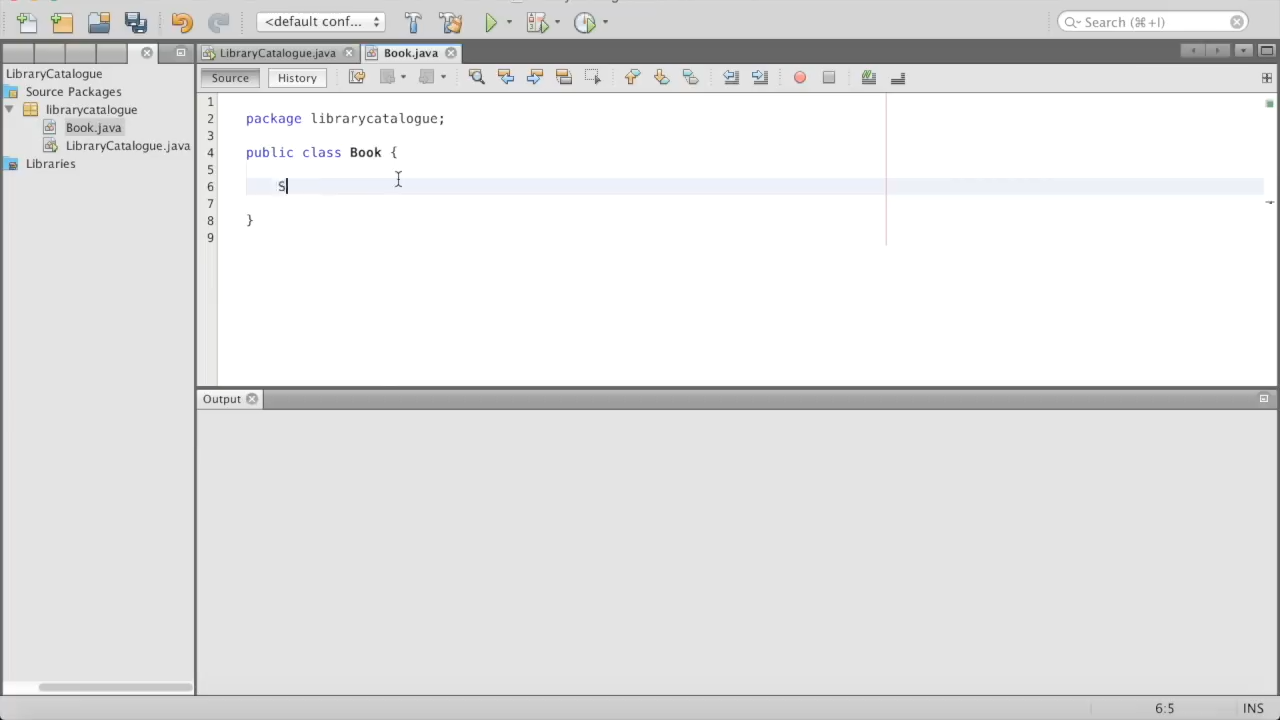 <default conf...
Search (⌘+I)
LibraryCatalogue.java
Book.java
LibraryCatalogue
Source Packages
librarycatalogue
Book.java
LibraryCatalogue.java
Libraries
Source
History
1
2 package librarycatalogue;
3
4 public class Book {
5
6 S
7
8 }
9
Output
6:5
INS